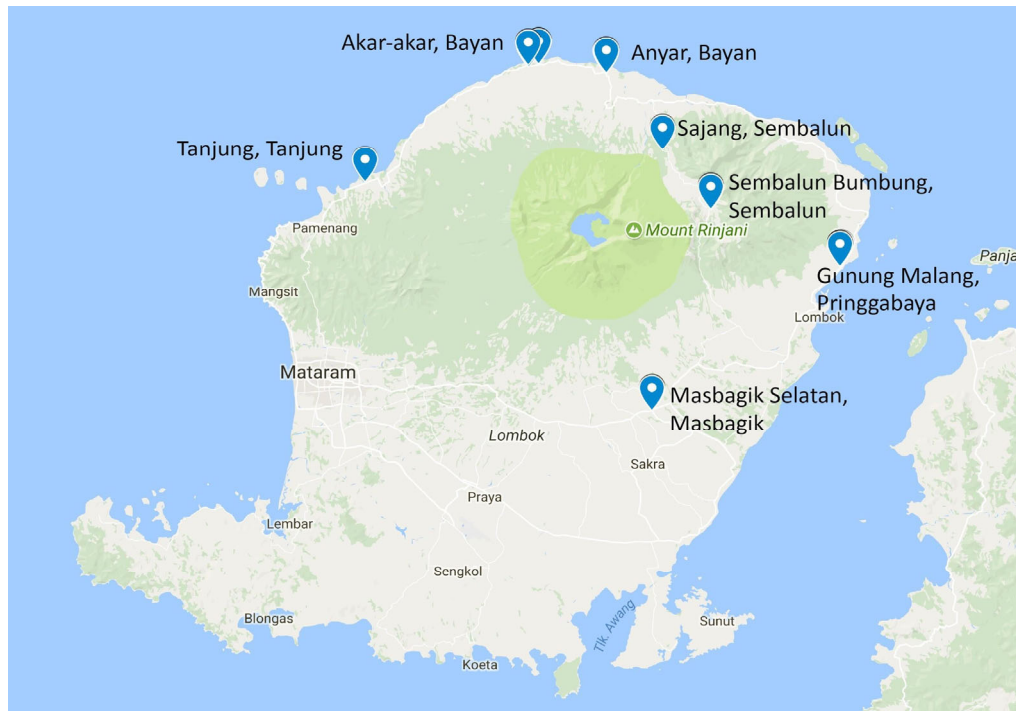 Akar-akar, Bayan
Anyar, Bayan
Sajang, Sembalun
Tanjung, Tanjung
Sembalun Bumbung,
Sembalun
Pamenang
Mount Rinjani
Panja
Gunung Malang,
Pringgabaya
Mangsit
Lombok
Mataram
Masbagik Selatan,
Masbagik
Lombok
Sakra
Praya
Lembar
Sengkol
Blongas
Tlk. Awang
Sunut
Koeta